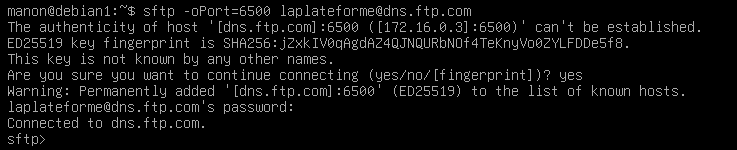 manon@debian1:~$ sftp -oPort=6500 laplateforme@dns.ftp.com
The authenticity of host '[dns.ftp.com]:6500 ([172.16.0.3]:6500)' can't be established.
ED25519 key fingerprint is SHA256:jZxkIV0qAgdAZ4QJNQURbNOf4TeKnyVo0ZYLFDDe5f8.
This key is not known by any other names.
Are you sure you want to continue connecting (yes/no/[fingerprint])? yes
Warning: Permanently added '[dns.ftp.com]:6500' (ED25519) to the list of known hosts.
laplateforme@dns.ftp.com's password:
Connected to dns.ftp.com.
sftp>